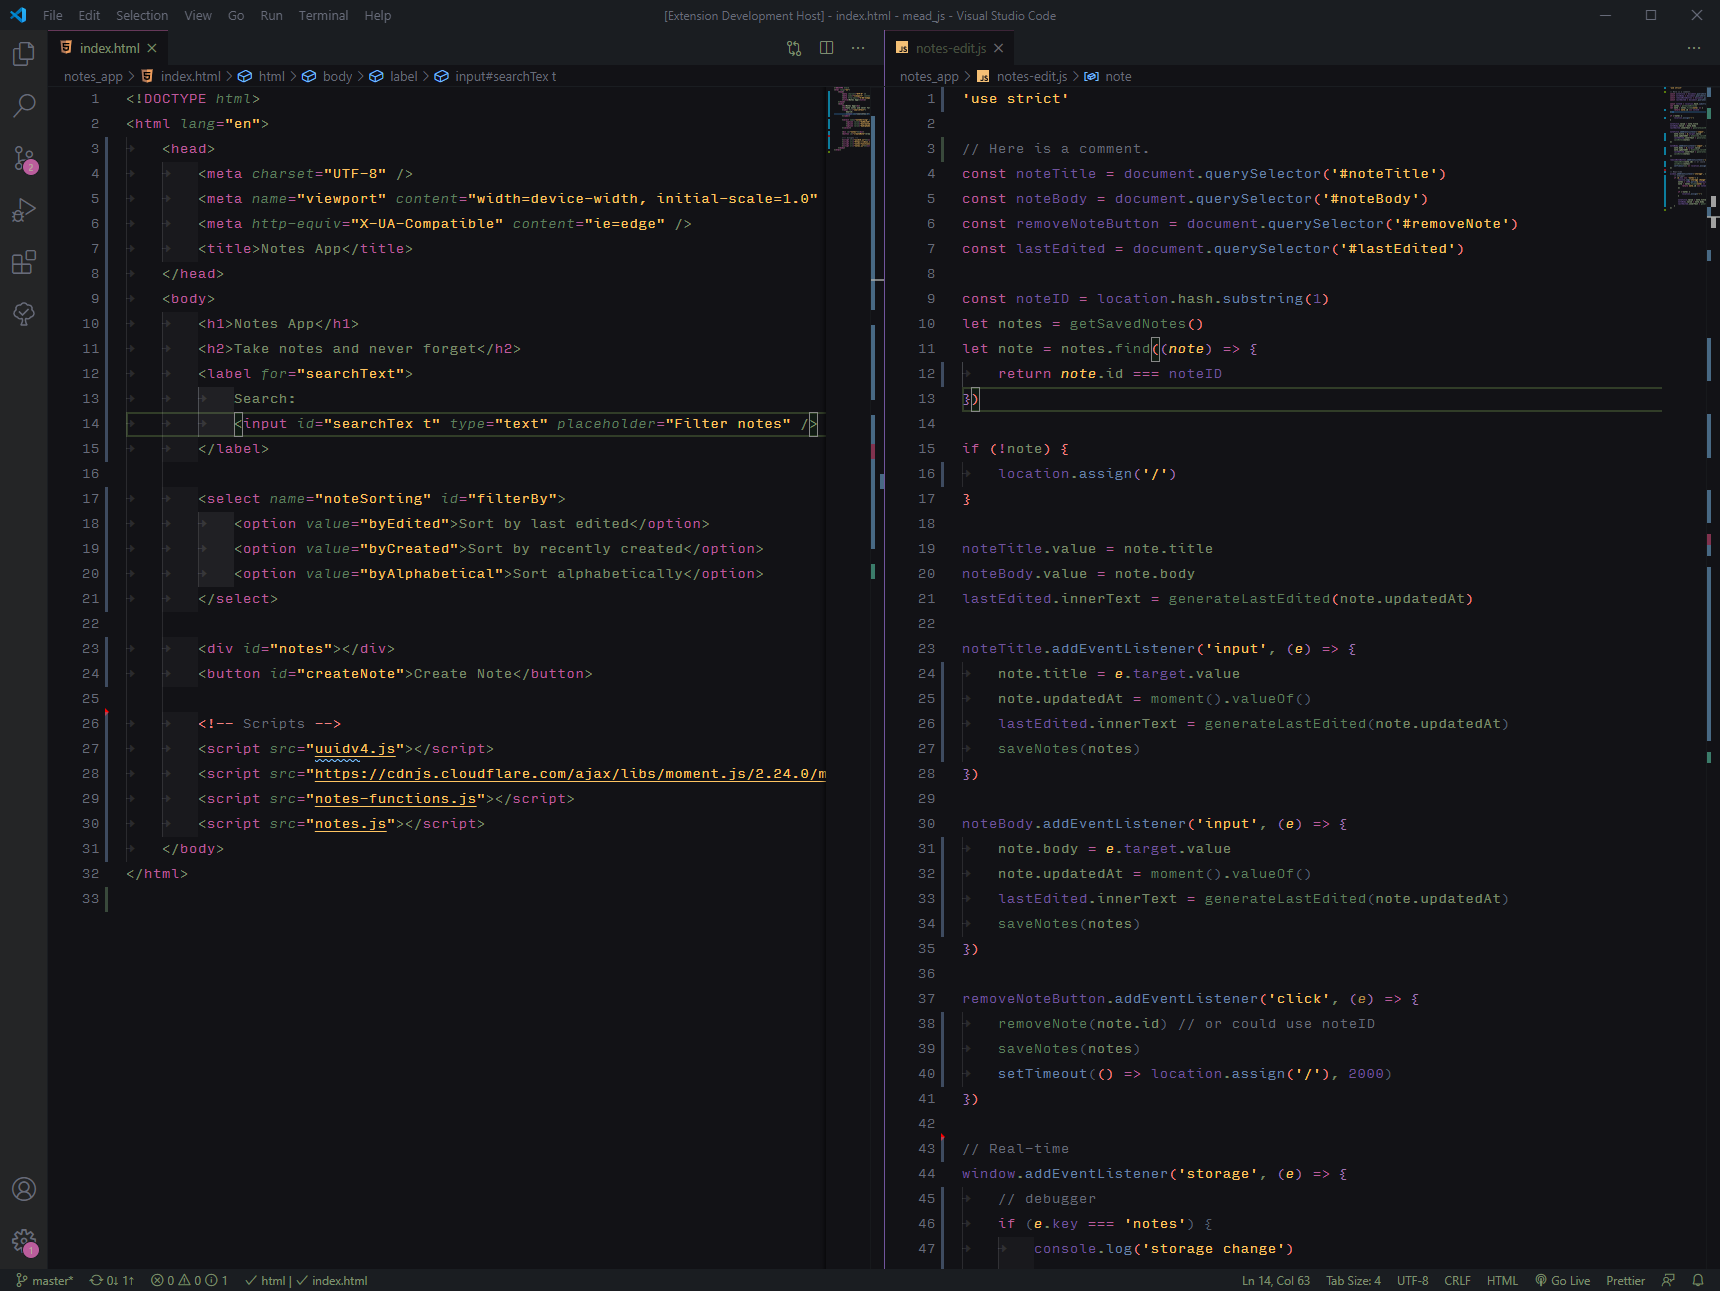 File Edit Selection View Go Run Terminal Help
[Extension Development Host] - index.html - mead_js - Visual Studio Code
index.html
notes_app > index.html > html > body > label > input#searchTex t
1 <!DOCTYPE html>
2 <html lang="en">
3 <head>
4 <meta charset="UTF-8" />
5 <meta name="viewport" content="width=device-width, initial-scale=1.0"
6 <meta http-equiv="X-UA-Compatible" content="ie=edge" />
7 <title>Notes App</title>
8 </head>
9 <body>
10 <h1>Notes App</h1>
11 <h2>Take notes and never forget</h2>
12 <label for="searchText">
13 Search:
14 <input id="searchTex t" type="text" placeholder="Filter notes" />
15 </label>
16
17 <select name="noteSorting" id="filterBy">
18 <option value="byEdited">Sort by last edited</option>
19 <option value="byCreated">Sort by recently created</option>
20 <option value="byAlphabetical">Sort alphabetically</option>
21 </select>
22
23 <div id="notes"></div>
24 <button id="createNote">Create Note</button>
25
26 <!-- Scripts -->
27 <script src="uuidv4.js"></script>
28 <script src="https://cdnjs.cloudflare.com/ajax/libs/moment.js/2.24.0/m
29 <script src="notes-functions.js"></script>
30 <script src="notes.js"></script>
31 </body>
32 </html>
33
notes-edit.js
notes_app > notes-edit.js > note
1 'use strict'
2
3 // Here is a comment.
4 const noteTitle = document.querySelector('#noteTitle')
5 const noteBody = document.querySelector('#noteBody')
6 const removeNoteButton = document.querySelector('#removeNote')
7 const lastEdited = document.querySelector('#lastEdited')
8
9 const noteID = location.hash.substring(1)
10 let notes = getSavedNotes()
11 let note = notes.find((note) => {
12 return note.id === noteID
13 })
14
15 if (!note) {
16 location.assign('/')
17 }
18
19 noteTitle.value = note.title
20 noteBody.value = note.body
21 lastEdited.innerText = generateLastEdited(note.updatedAt)
22
23 noteTitle.addEventListener('input', (e) => {
24 note.title = e.target.value
25 note.updatedAt = moment().valueOf()
26 lastEdited.innerText = generateLastEdited(note.updatedAt)
27 saveNotes(notes)
28 })
29
30 noteBody.addEventListener('input', (e) => {
31 note.body = e.target.value
32 note.updatedAt = moment().valueOf()
33 lastEdited.innerText = generateLastEdited(note.updatedAt)
34 saveNotes(notes)
35 })
36
37 removeNoteButton.addEventListener('click', (e) => {
38 removeNote(note.id) // or could use noteID
39 saveNotes(notes)
40 setTimeout(() => location.assign('/'), 2000)
41 })
42
43 // Real-time
44 window.addEventListener('storage', (e) => {
45 // debugger
46 if (e.key === 'notes') {
47 console.log('storage change')
2
1
master* 0↓ 1↑ 0 0 1 html | index.html
Ln 14, Col 63 Tab Size: 4 UTF-8 CRLF HTML Go Live Prettier